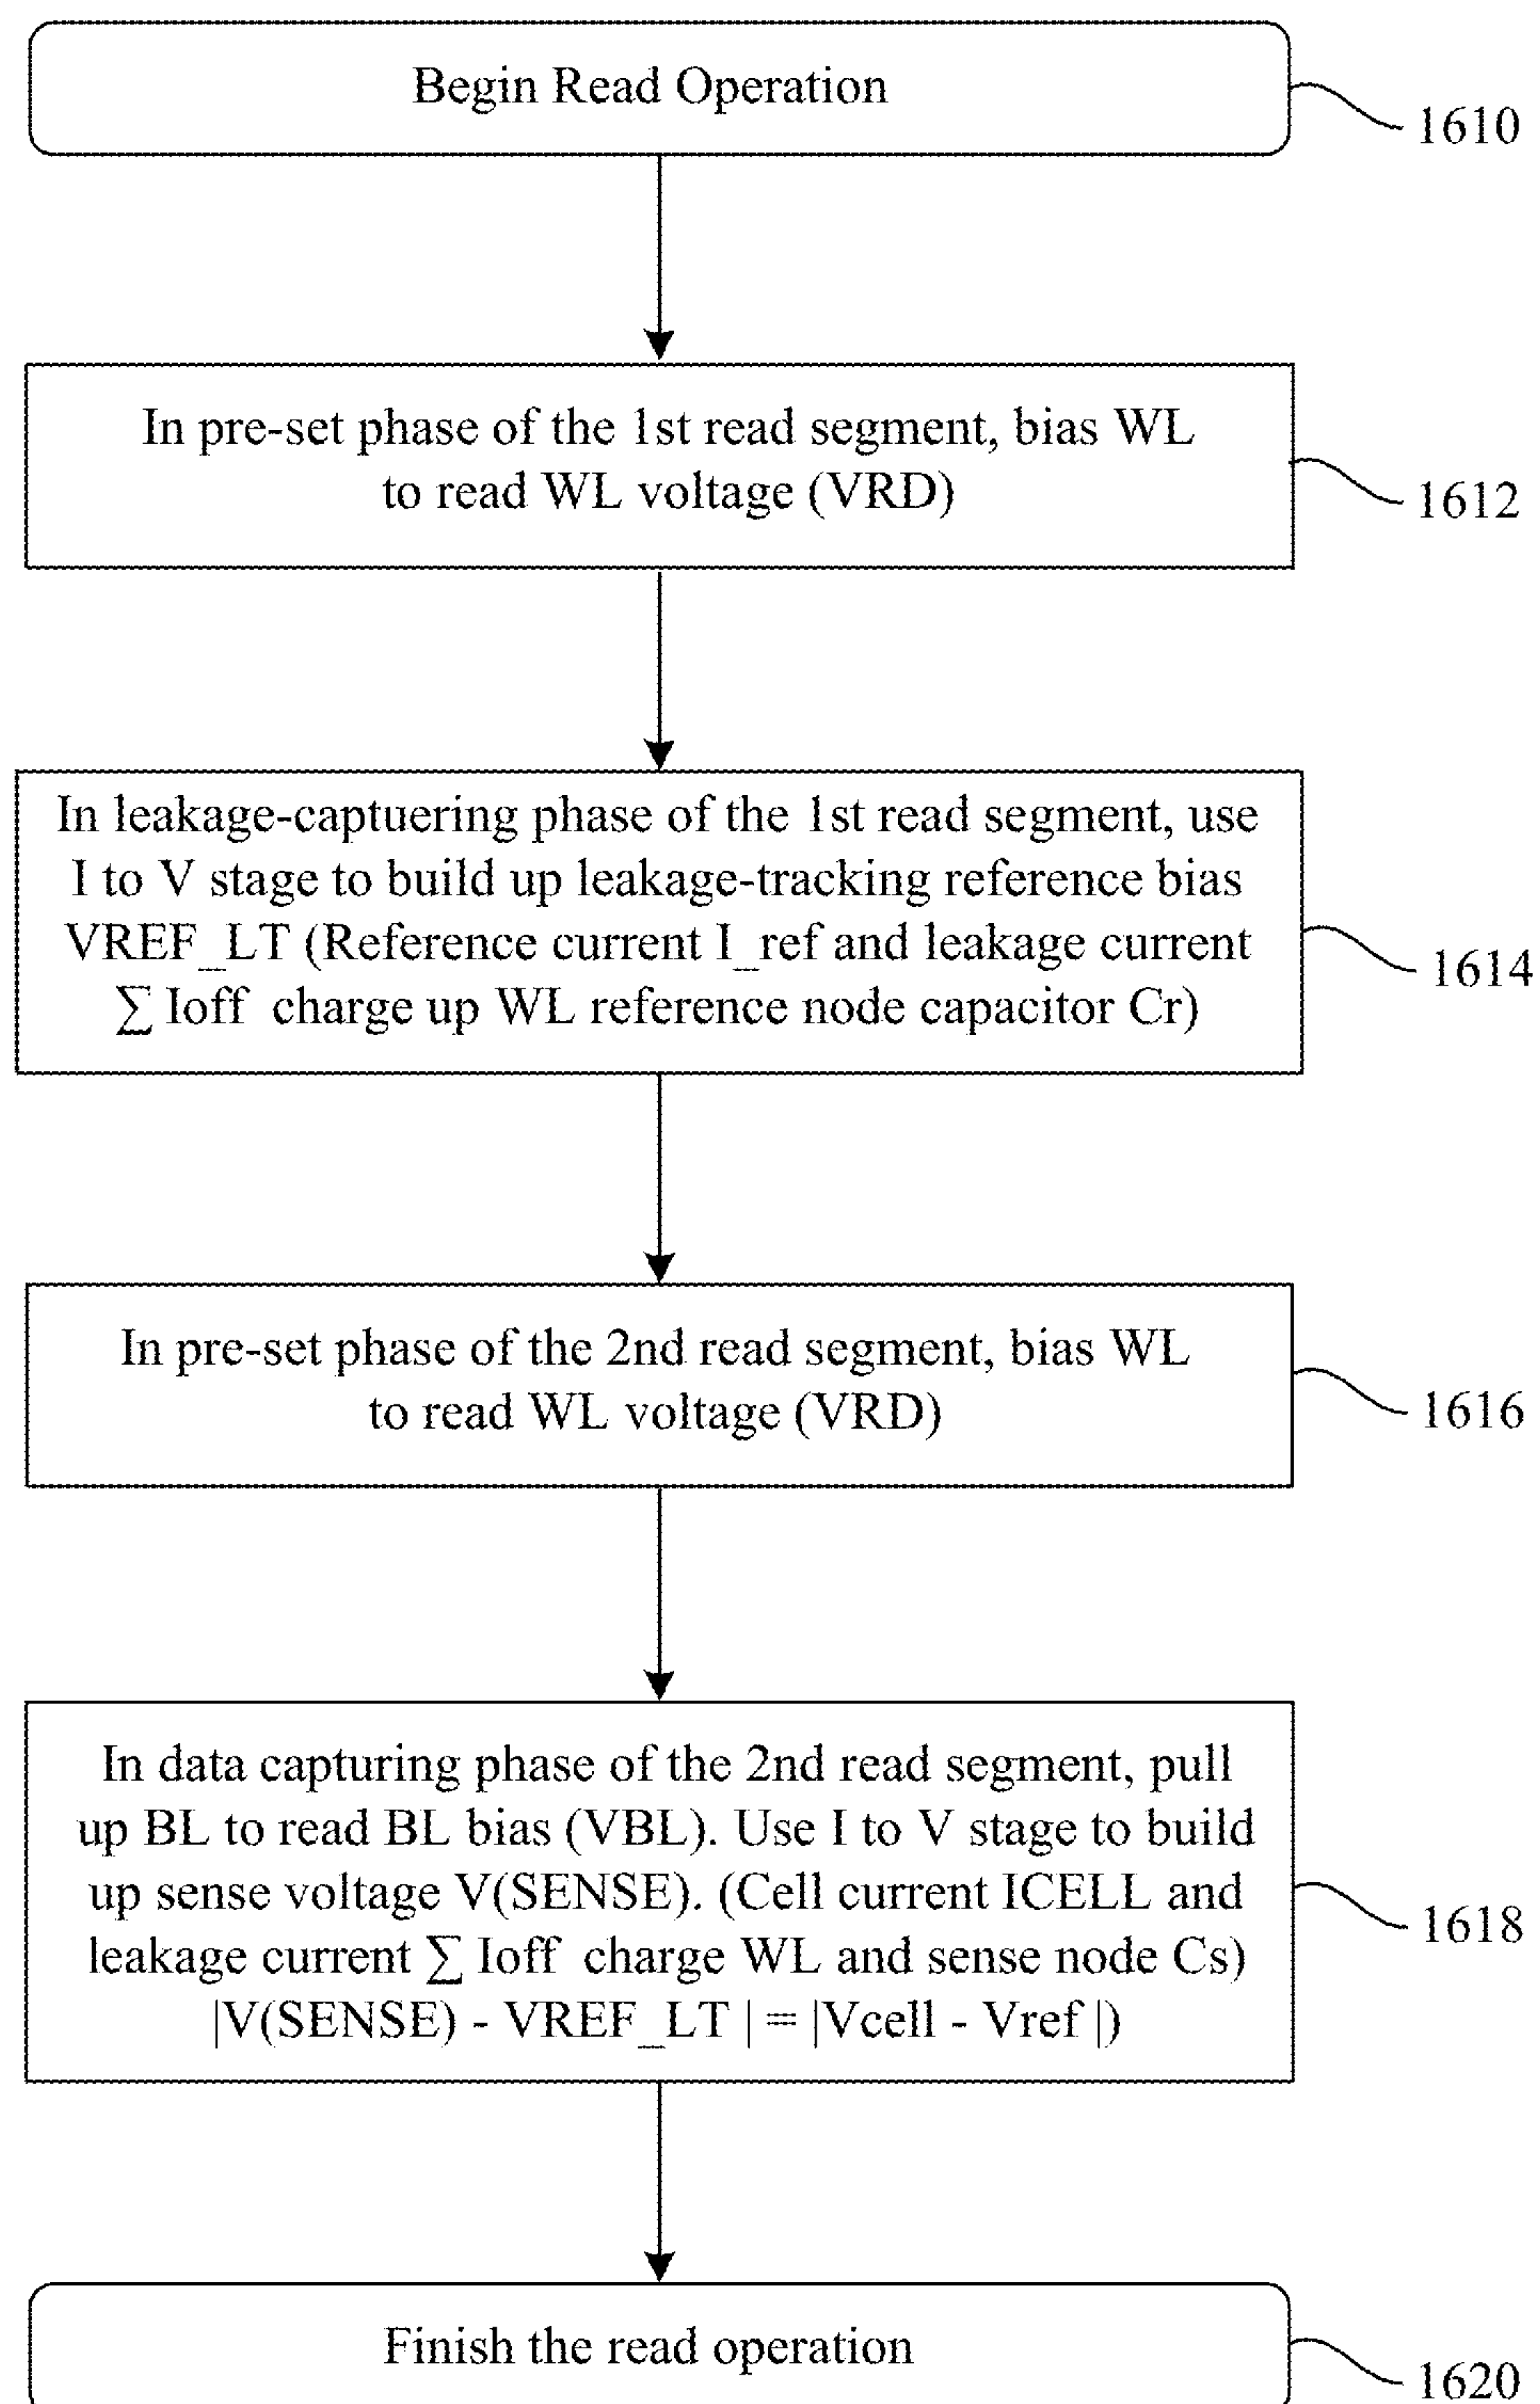 Begin Read Operation
1610
In pre-set phase of the 1st read segment, bias WL
to read WL voltage (VRD)
1612
In leakage-captuering phase of the 1st read segment, use
I to V stage to build up leakage-tracking reference bias
VREF_LT (Reference current I_ref and leakage current
∑ Ioff charge up WL reference node capacitor Cr)
1614
In pre-set phase of the 2nd read segment, bias WL
to read WL voltage (VRD)
1616
In data capturing phase of the 2nd read segment, pull
up BL to read BL bias (VBL). Use I to V stage to build
up sense voltage V(SENSE). (Cell current ICELL and
leakage current ∑ Ioff charge WL and sense node Cs)
|V(SENSE) - VREF_LT | = |Vcell - Vref |)
1618
Finish the read operation
1620